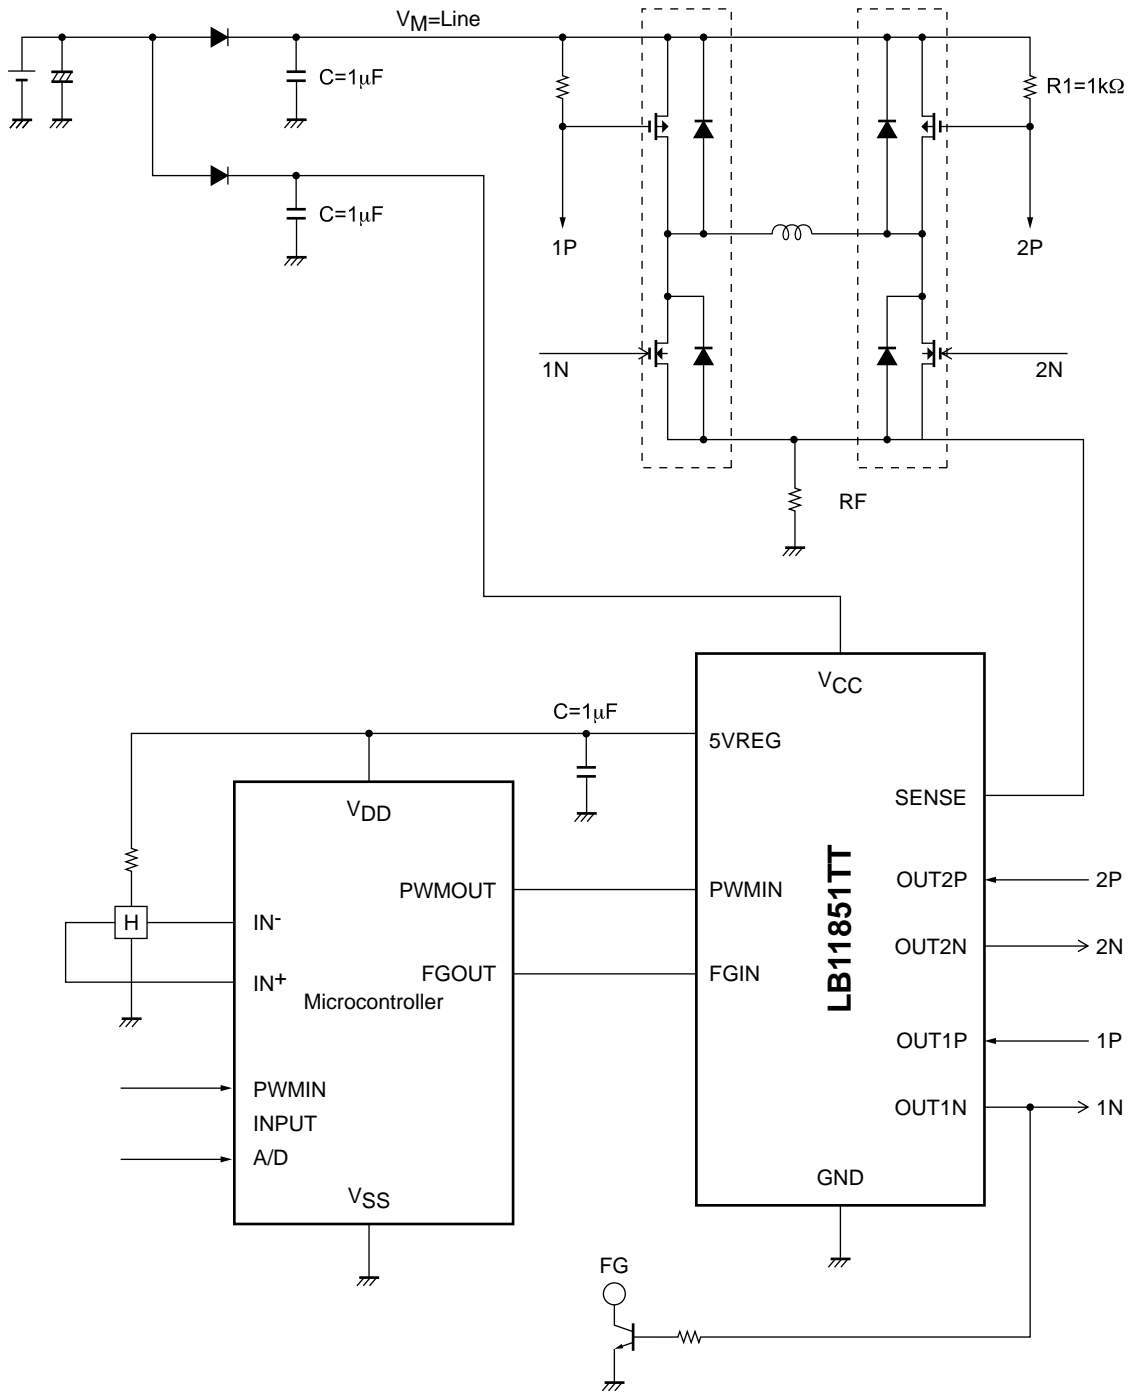 VM=Line
C=1μF
R1=1kΩ
C=1μF
1P
2P
1N
2N
RF
VCC
C=1μF
5VREG
VDD
SENSE
PWMOUT
PWMIN
OUT2P
2P
H
IN-
LB11851TT
OUT2N
2N
FGOUT
FGIN
IN+
Microcontroller
OUT1P
1P
PWMIN
OUT1N
1N
INPUT
A/D
GND
VSS
FG